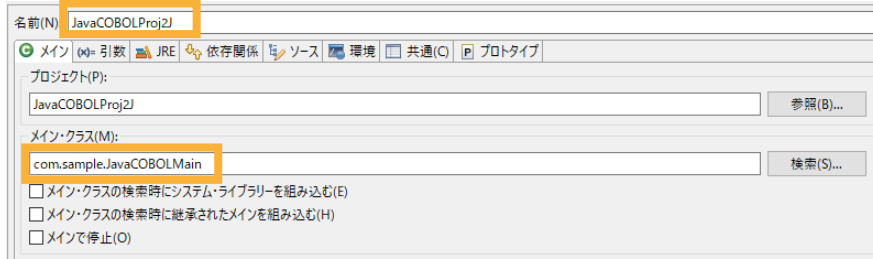 名前(N): JavaCOBOLProj2J
メイン (x)= 引数 JRE 依存関係 ソース 環境 共通(C) P プロトタイプ
プロジェクト(P):
JavaCOBOLProj2J 参照(B)...
メイン・クラス(M):
com.sample.JavaCOBOLMain 検索(S)...
メイン・クラスの検索時にシステム・ライブラリーを組み込む(E)
メイン・クラスの検索時に継承されたメインを組み込む(H)
メインで停止(O)